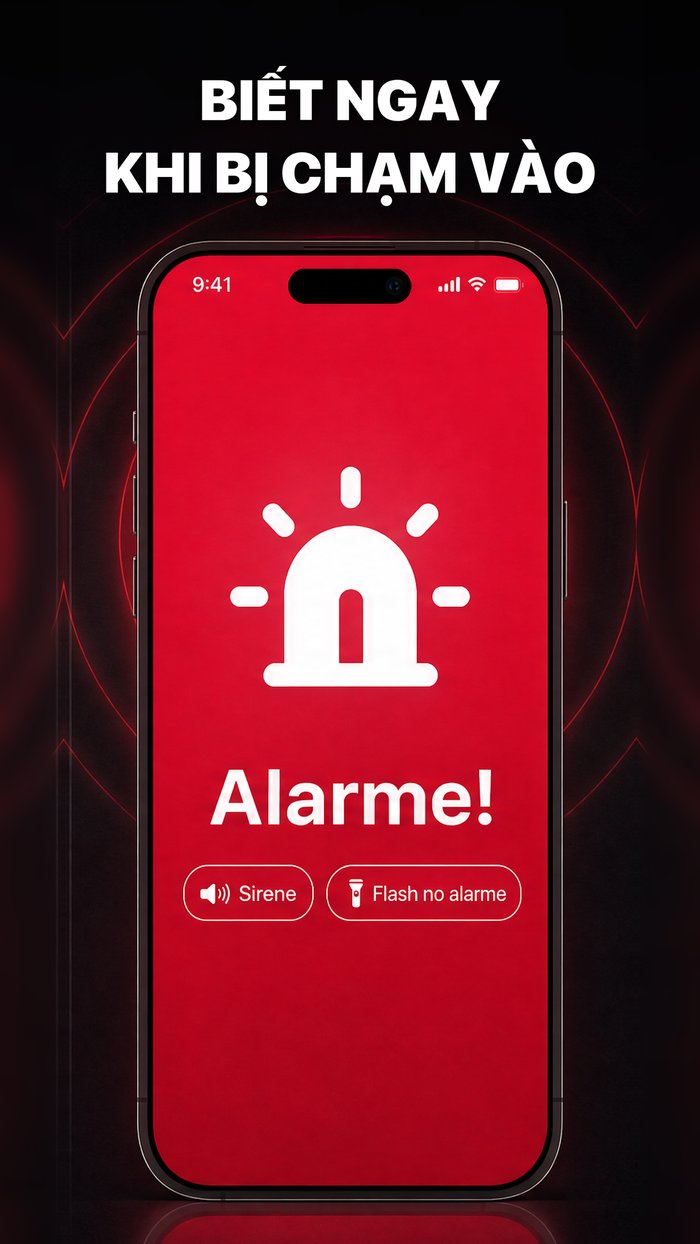 BIẾT NGAY
KHI BỊ CHẠM VÀO
9:41
Alarme!
Sirene
Flash no alarme